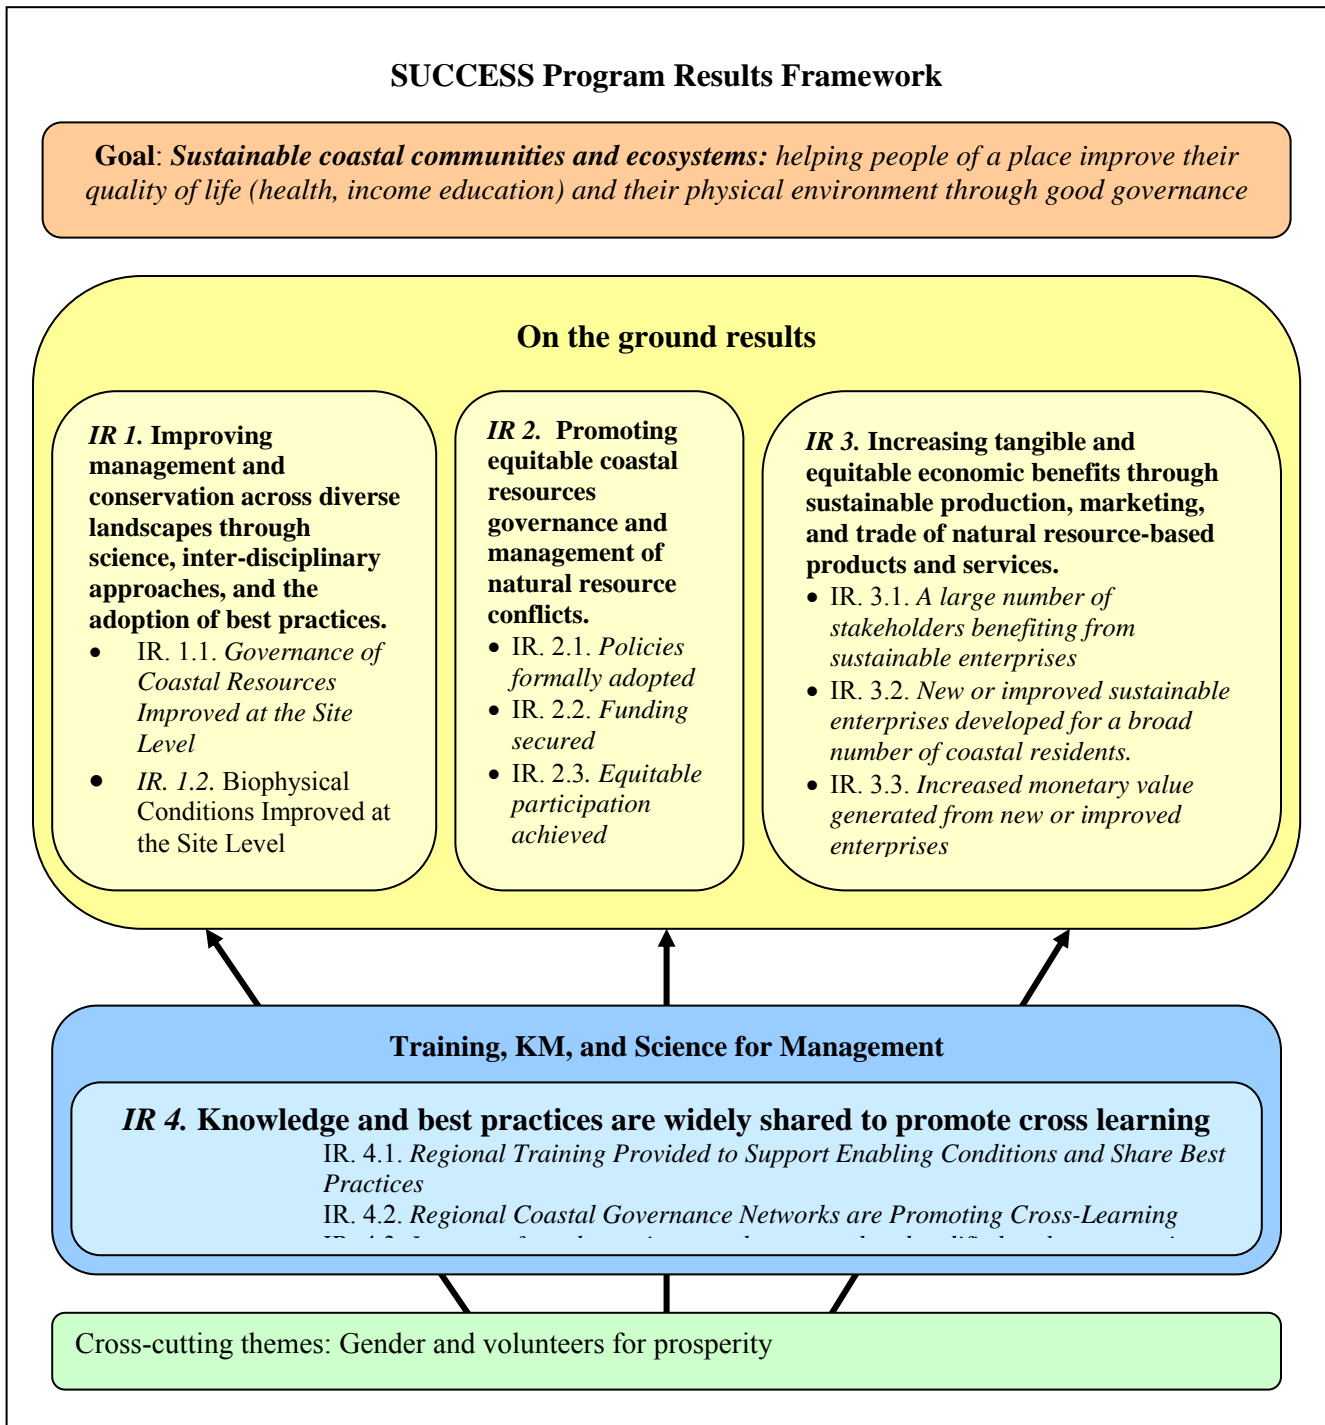 SUCCESS Program Results Framework
Goal: Sustainable coastal communities and ecosystems: helping people of a place improve their
quality of life (health, income education) and their physical environment through good governance
On the ground results
IR 1. Improving
management and
conservation across diverse
landscapes through
science, inter-disciplinary
approaches, and the
adoption of best practices.
• IR. 1.1. Governance of
Coastal Resources
Improved at the Site
Level
• IR. 1.2. Biophysical
Conditions Improved at
the Site Level
IR 2. Promoting
equitable coastal
resources
governance and
management of
natural resource
conflicts.
• IR. 2.1. Policies
formally adopted
• IR. 2.2. Funding
secured
• IR. 2.3. Equitable
participation
achieved
IR 3. Increasing tangible and
equitable economic benefits through
sustainable production, marketing,
and trade of natural resource-based
products and services.
• IR. 3.1. A large number of
stakeholders benefiting from
sustainable enterprises
• IR. 3.2. New or improved sustainable
enterprises developed for a broad
number of coastal residents.
• IR. 3.3. Increased monetary value
generated from new or improved
enterprises
Training, KM, and Science for Management
IR 4. Knowledge and best practices are widely shared to promote cross learning
IR. 4.1. Regional Training Provided to Support Enabling Conditions and Share Best
Practices
IR. 4.2. Regional Coastal Governance Networks are Promoting Cross-Learning
Cross-cutting themes: Gender and volunteers for prosperity